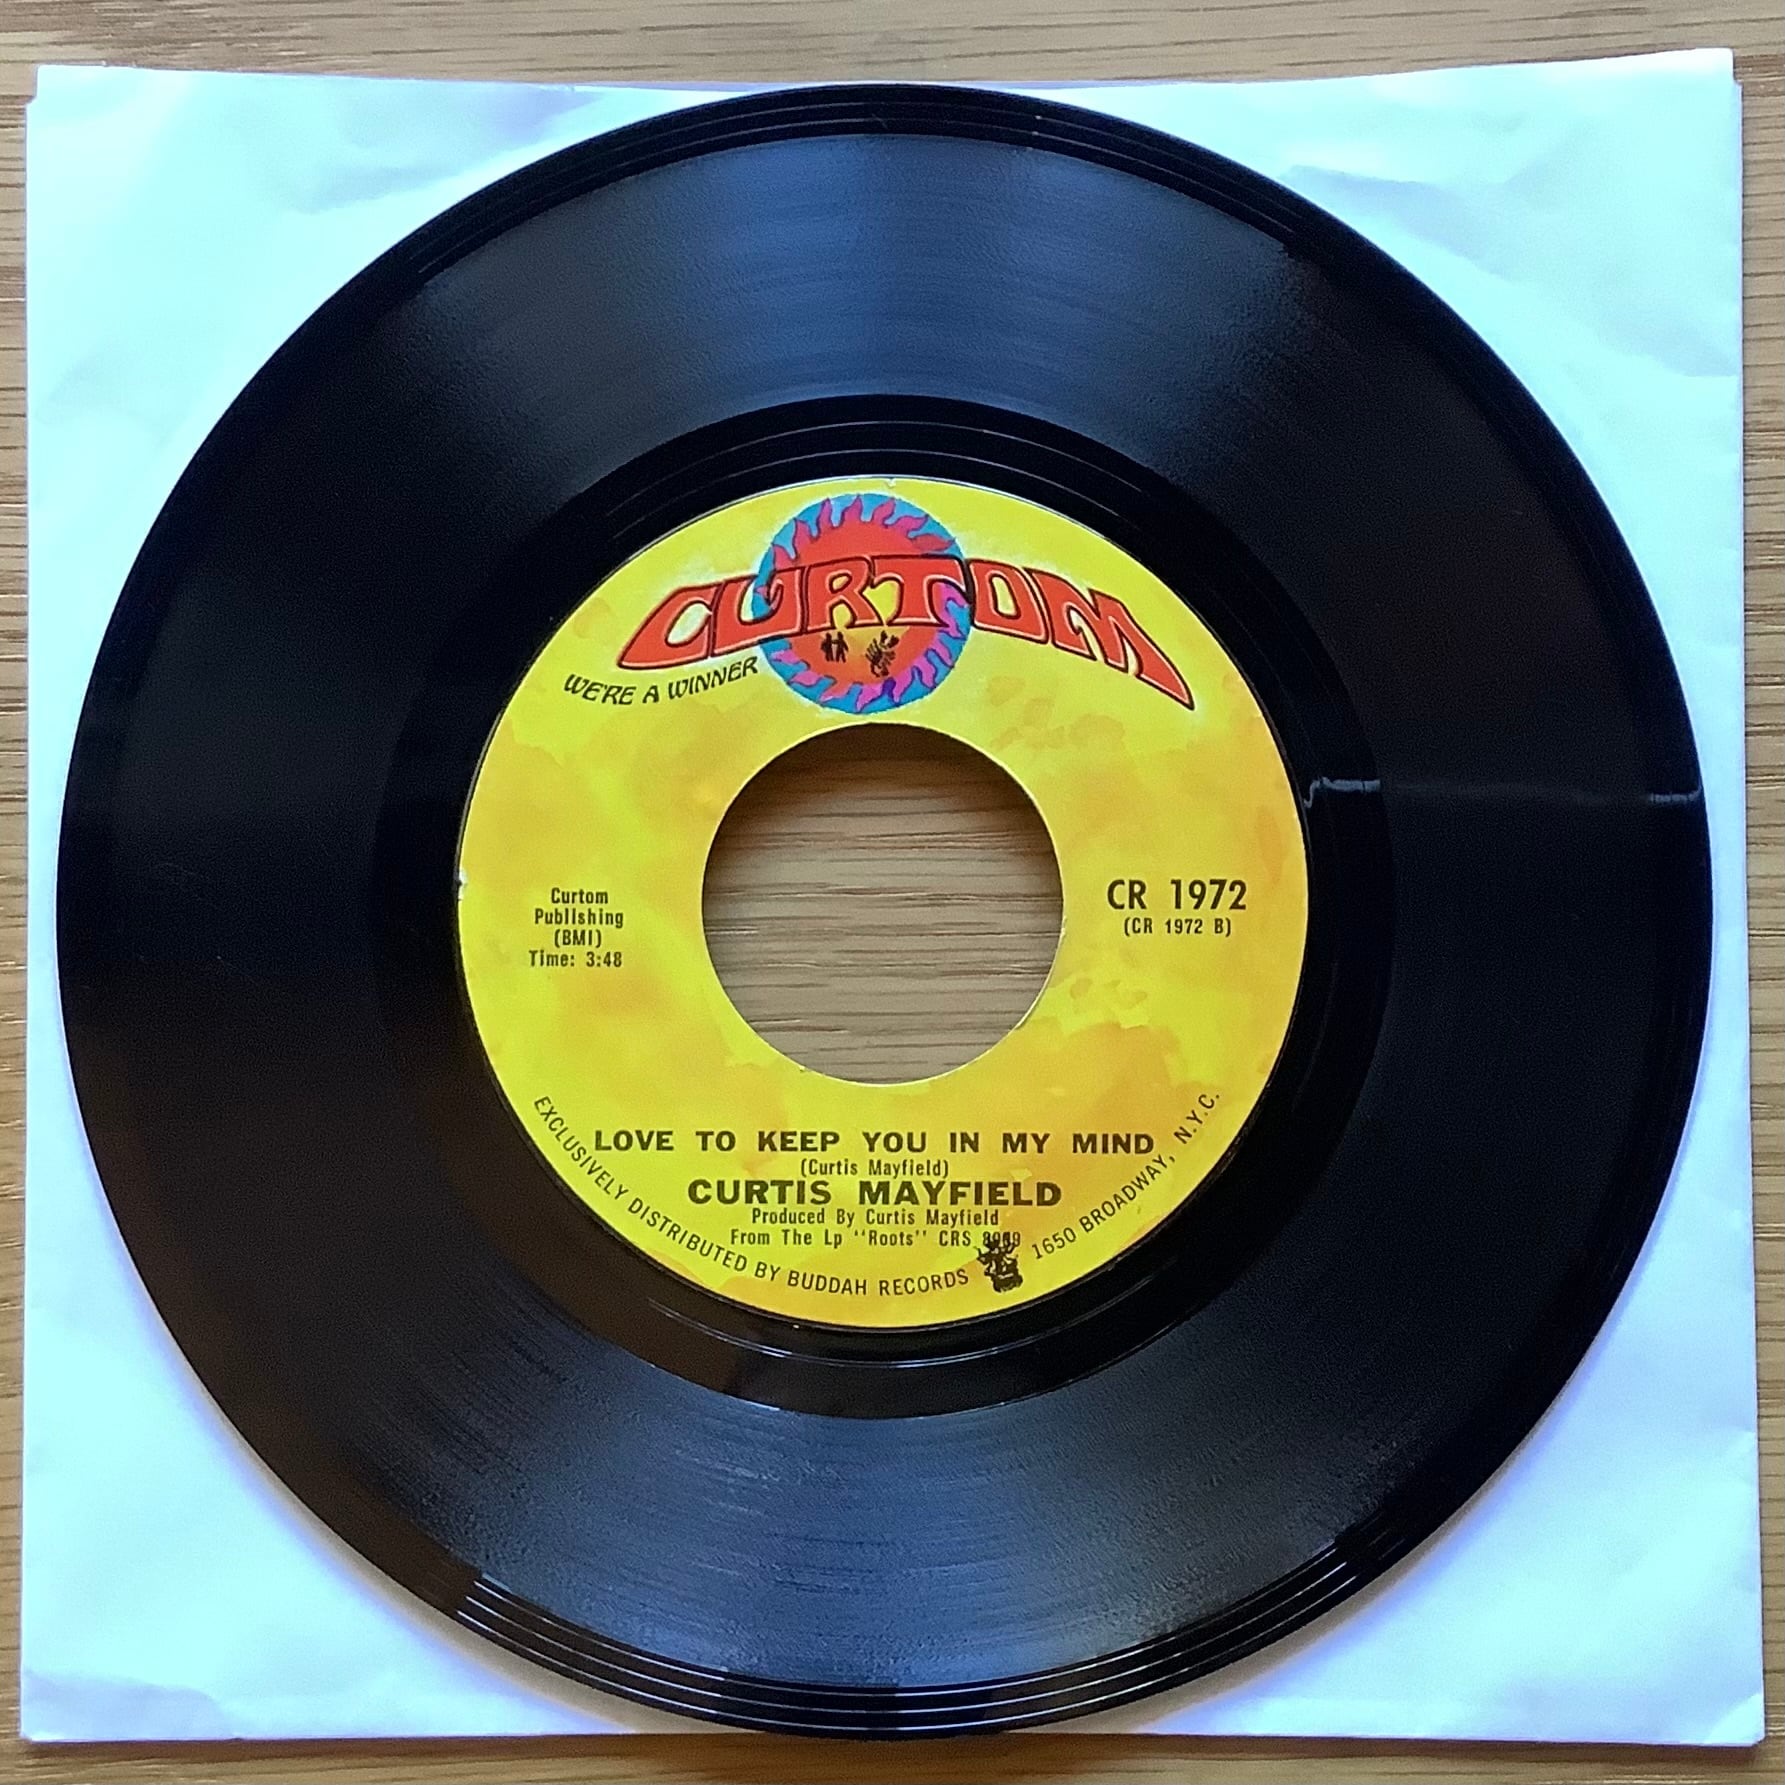 CURTOM
WE'RE A WINNER
Curtom
Publishing
(BMI)
Time: 3:48
CR 1972
(CR 1972 B)
LOVE TO KEEP YOU IN MY MIND
(Curtis Mayfield)
CURTIS MAYFIELD
Produced By Curtis Mayfield
From The Lp "Roots" CRS
EXCLUSIVELY DISTRIBUTED BY BUDDAH RECORDS 1650 BROADWAY, N.Y.C.